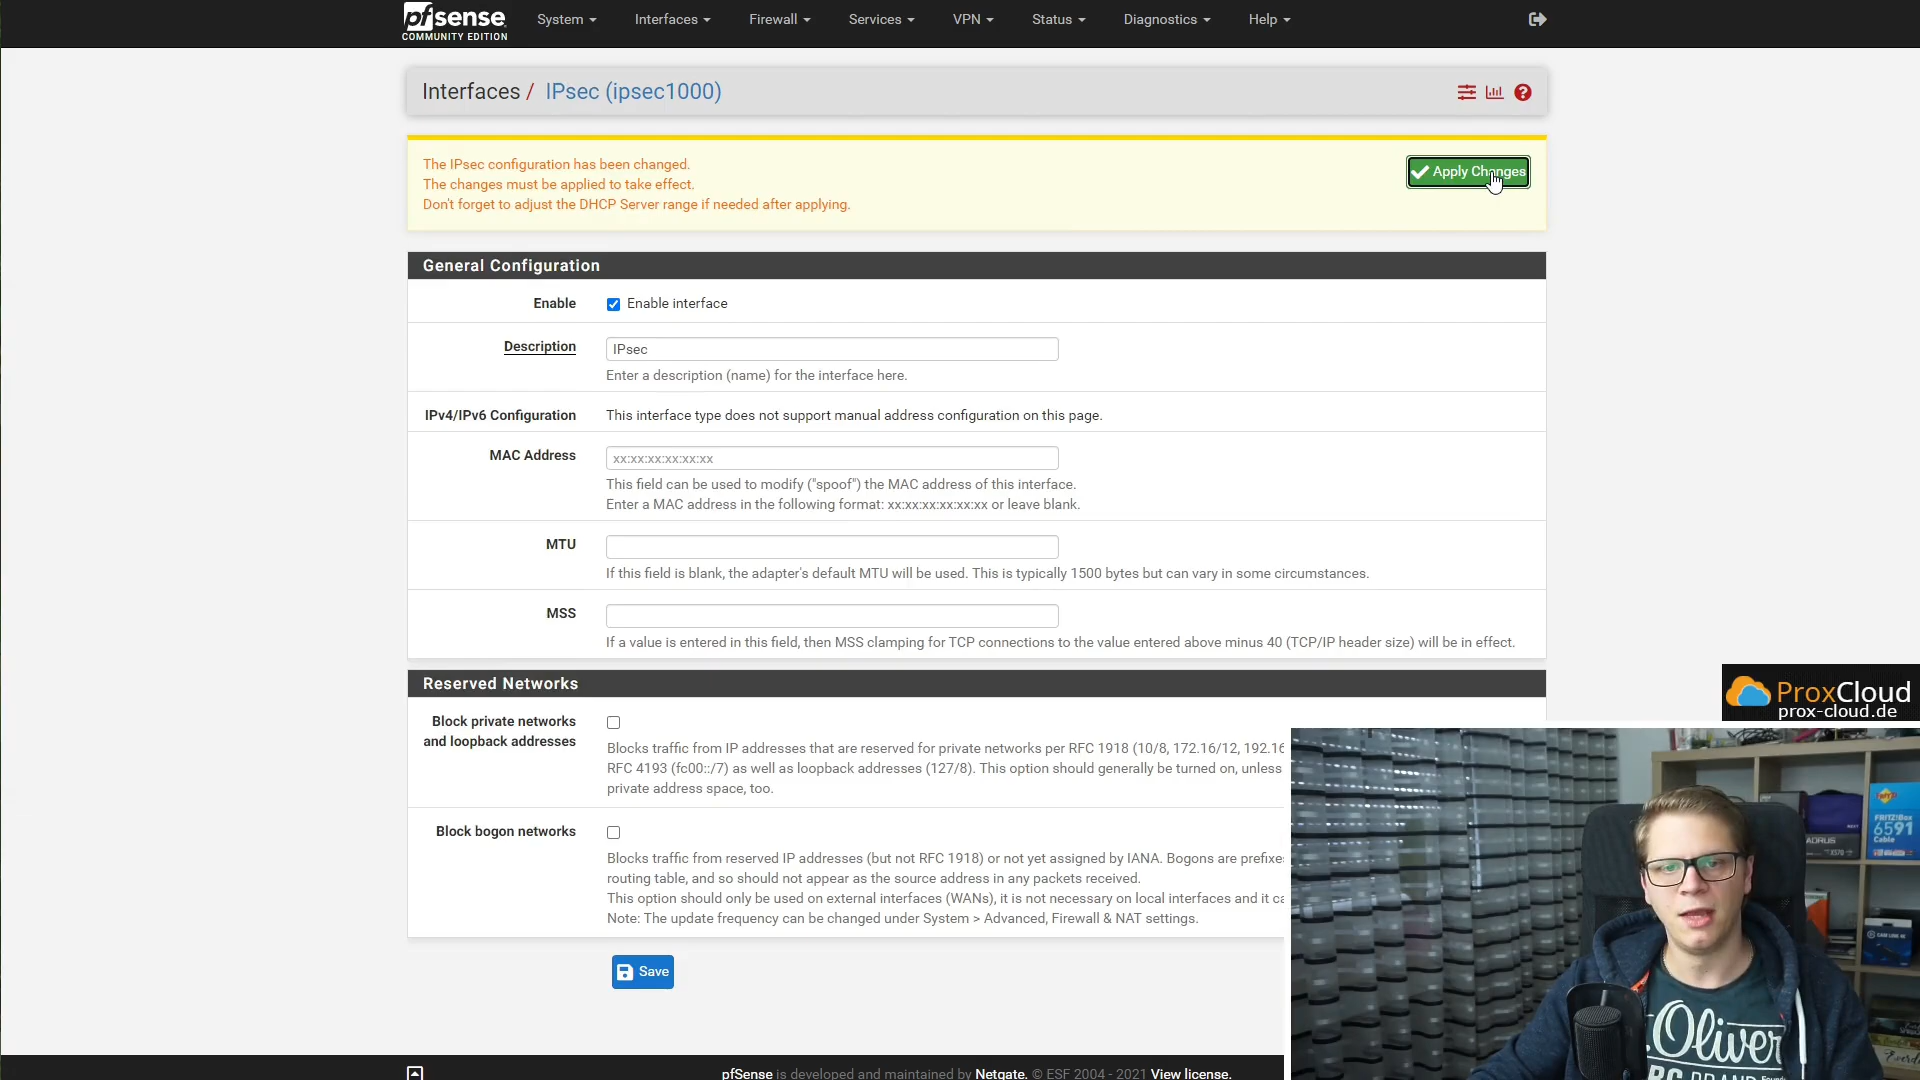 pfsense
COMMUNITY EDITION
System
Interfaces
Firewall
Services
VPN
Status
Diagnostics
Help
Interfaces / IPsec (ipsec1000)
The IPsec configuration has been changed.
The changes must be applied to take effect.
Don't forget to adjust the DHCP Server range if needed after applying.
Apply Changes
General Configuration
Enable
Enable interface
Description
IPsec
Enter a description (name) for the interface here.
IPv4/IPv6 Configuration
This interface type does not support manual address configuration on this page.
MAC Address
xx:xx:xx:xx:xx:xx
This field can be used to modify ("spoof") the MAC address of this interface.
Enter a MAC address in the following format: xx:xx:xx:xx:xx:xx or leave blank.
MTU
If this field is blank, the adapter's default MTU will be used. This is typically 1500 bytes but can vary in some circumstances.
MSS
If a value is entered in this field, then MSS clamping for TCP connections to the value entered above minus 40 (TCP/IP header size) will be in effect.
Reserved Networks
Block private networks
and loopback addresses
Blocks traffic from IP addresses that are reserved for private networks per RFC 1918 (10/8, 172.16/12, 192.16
RFC 4193 (fc00::/7) as well as loopback addresses (127/8). This option should generally be turned on, unless
private address space, too.
Block bogon networks
Blocks traffic from reserved IP addresses (but not RFC 1918) or not yet assigned by IANA. Bogons are prefixes
routing table, and so should not appear as the source address in any packets received.
This option should only be used on external interfaces (WANs), it is not necessary on local interfaces and it ca
Note: The update frequency can be changed under System > Advanced, Firewall & NAT settings.
Save
pfSense is developed and maintained by Netgate. © ESF 2004 - 2021 View license.
ProxCloud
prox-cloud.de
FRITZ!Box
6591
Cable
Oliver